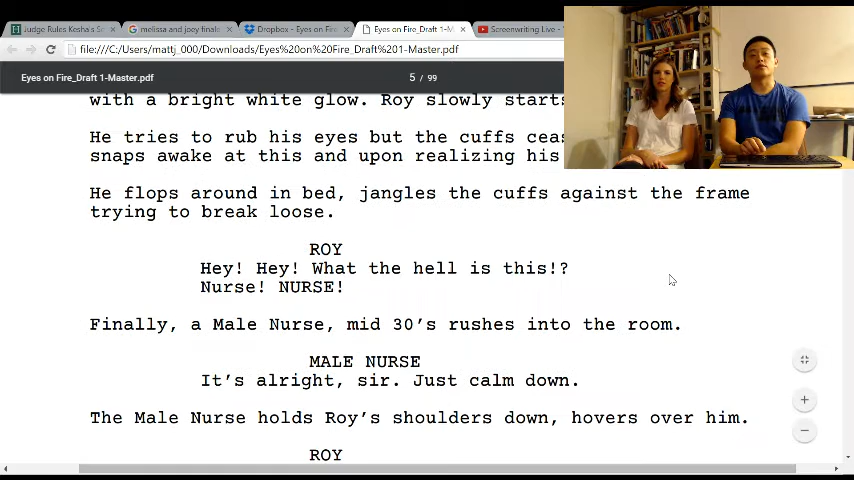 Judge Rules Kesha's S
melissa and joey finale
Dropbox - Eyes on Fire
Eyes on Fire_Draft 1-M
Screenwriting Live -
file:///C:/Users/mattj_000/Downloads/Eyes%20on%20Fire_Draft%201-Master.pdf
Eyes on Fire_Draft 1-Master.pdf
5 / 99
with a bright white glow. Roy slowly starts
He tries to rub his eyes but the cuffs ceas
snaps awake at this and upon realizing his
He flops around in bed, jangles the cuffs against the frame
trying to break loose.
ROY
Hey! Hey! What the hell is this!?
Nurse! NURSE!
Finally, a Male Nurse, mid 30's rushes into the room.
MALE NURSE
It's alright, sir. Just calm down.
The Male Nurse holds Roy's shoulders down, hovers over him.
ROY